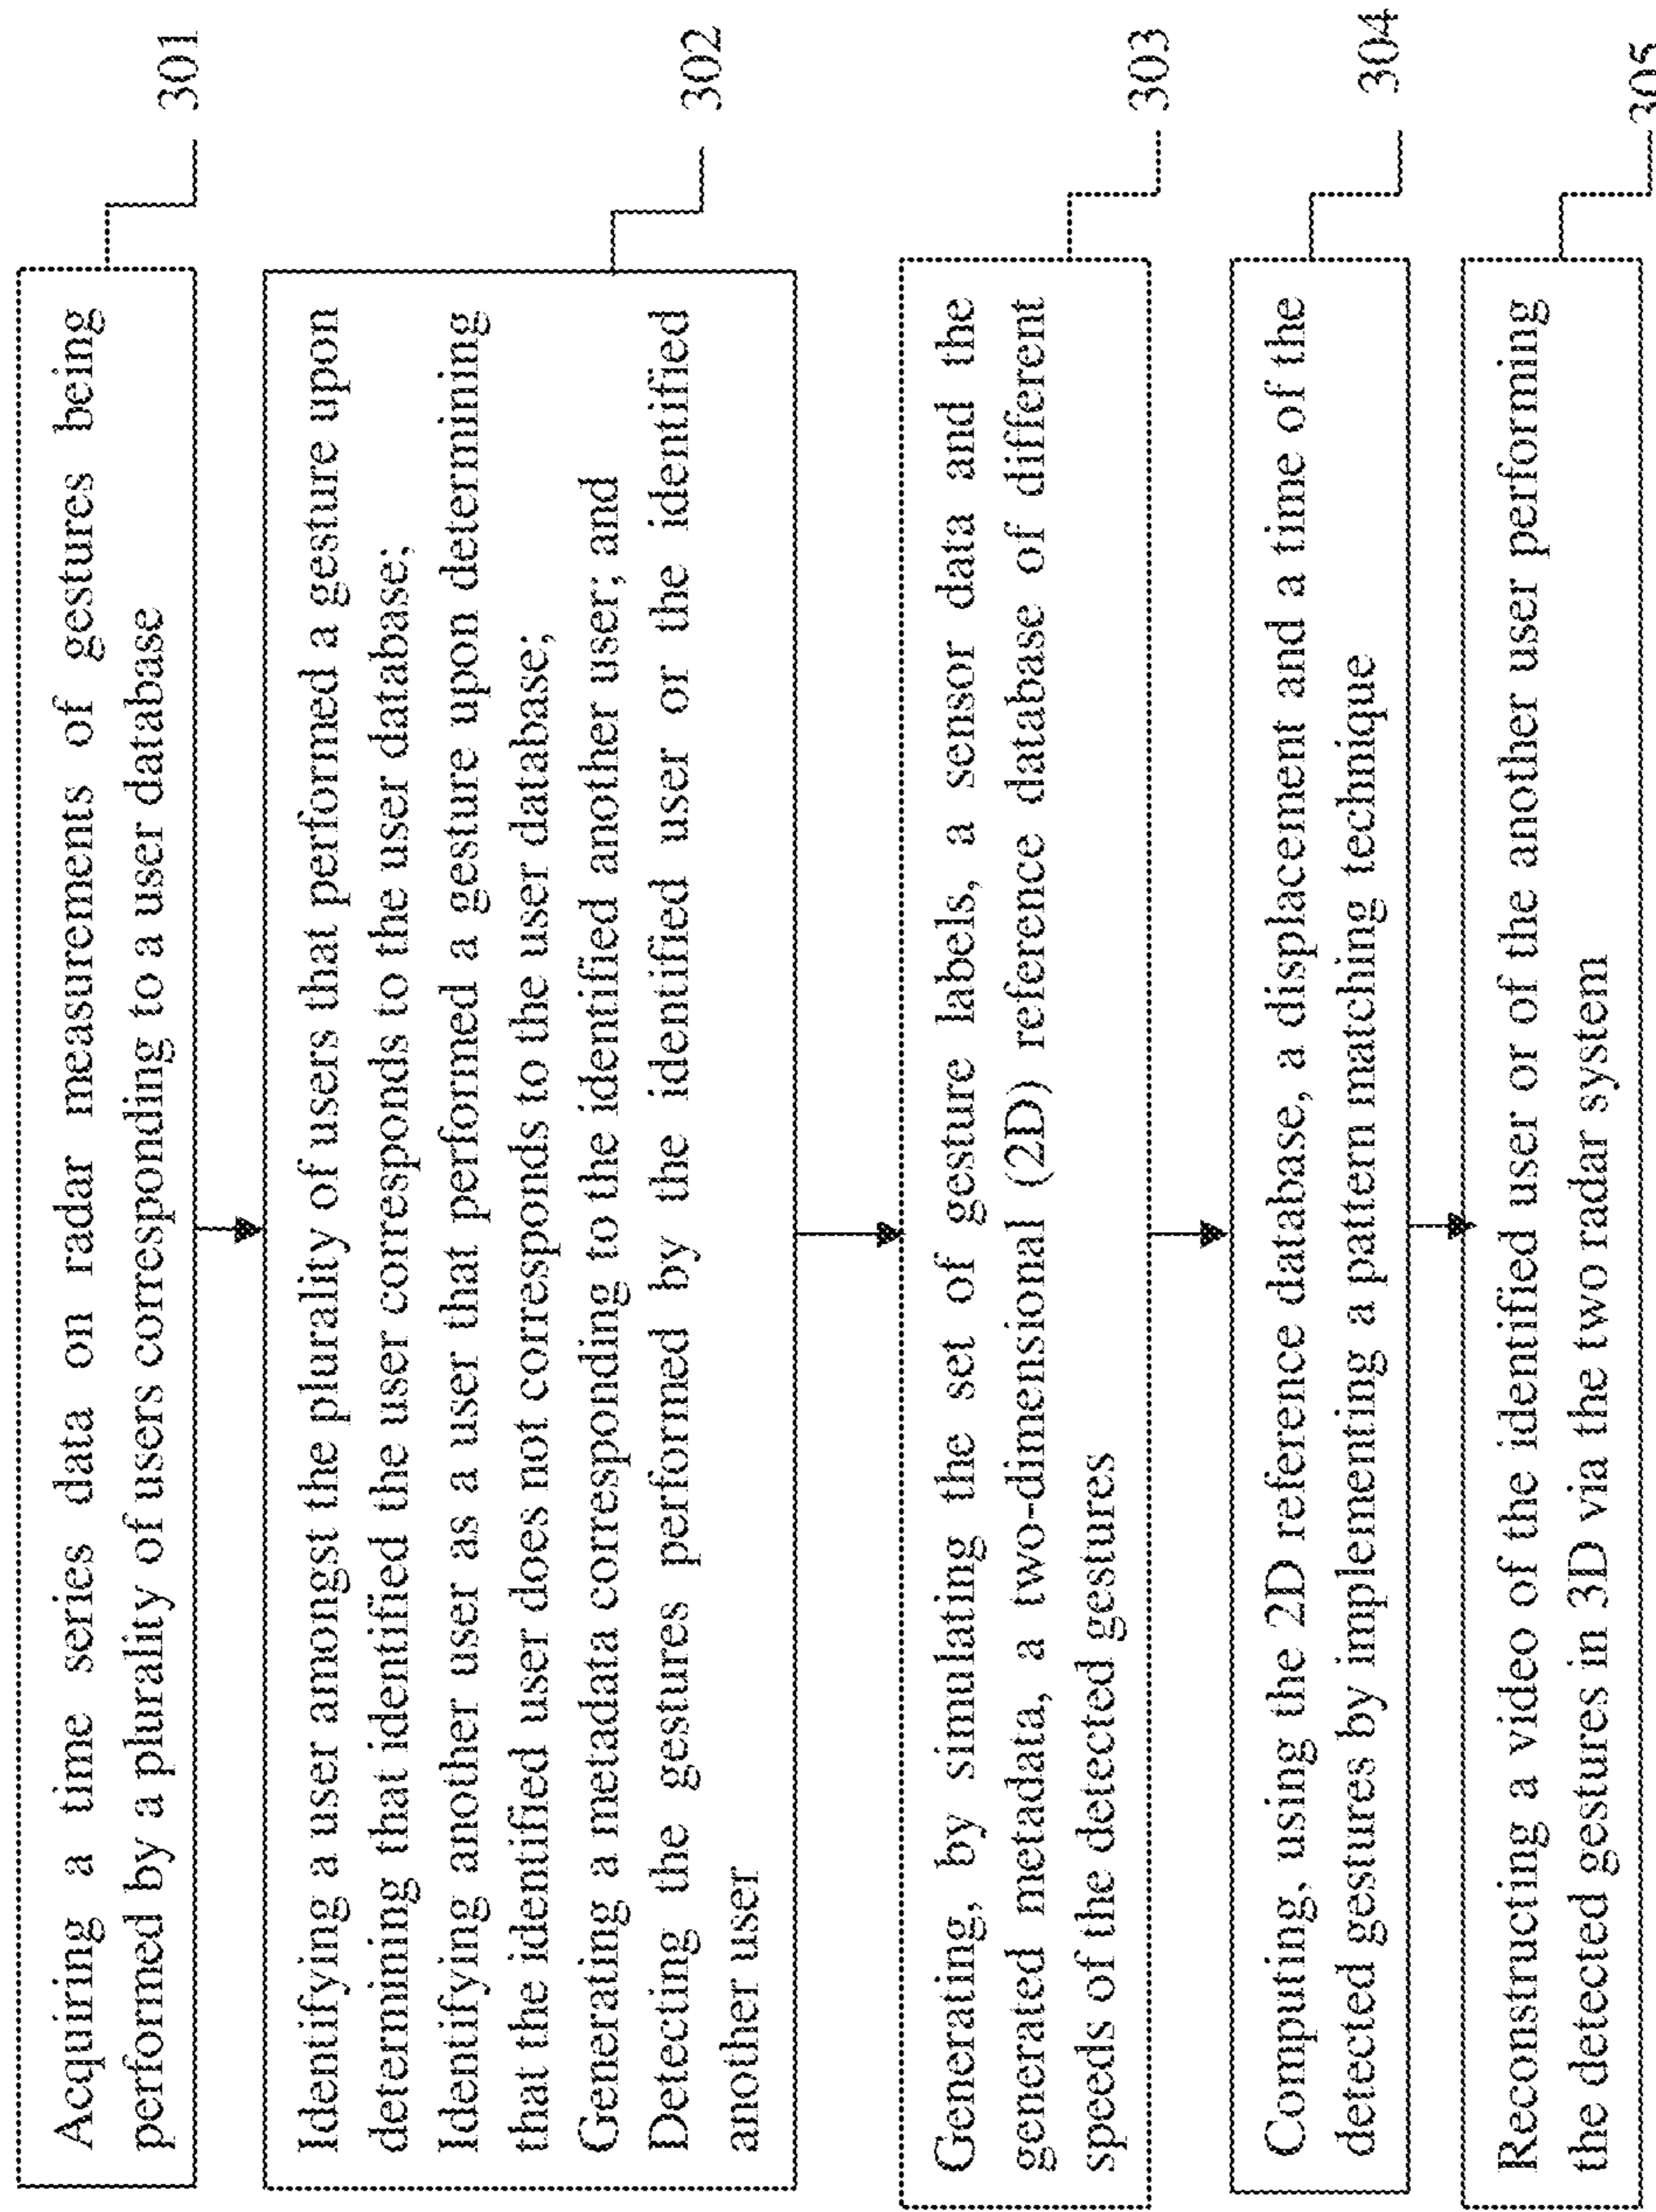 Acquiring a time series data on radar measurements of gestures being
performed by a plurality of users corresponding to a user database
301
Identifying a user amongst the plurality of users that performed a gesture upon
determining that identified the user corresponds to the user database;
Identifying another user as a user that performed a gesture upon determining
that the identified user does not corresponds to the user database;
Generating a metadata corresponding to the identified another user; and
Detecting the gestures performed by the identified user or the identified
another user
302
Generating, by simulating the set of gesture labels, a sensor data and the
generated metadata, a two-dimensional (2D) reference database of different
speeds of the detected gestures
303
Computing, using the 2D reference database, a displacement and a time of the
detected gestures by implementing a pattern matching technique
304
Reconstructing a video of the identified user or of the another user performing
the detected gestures in 3D via the two radar system
305